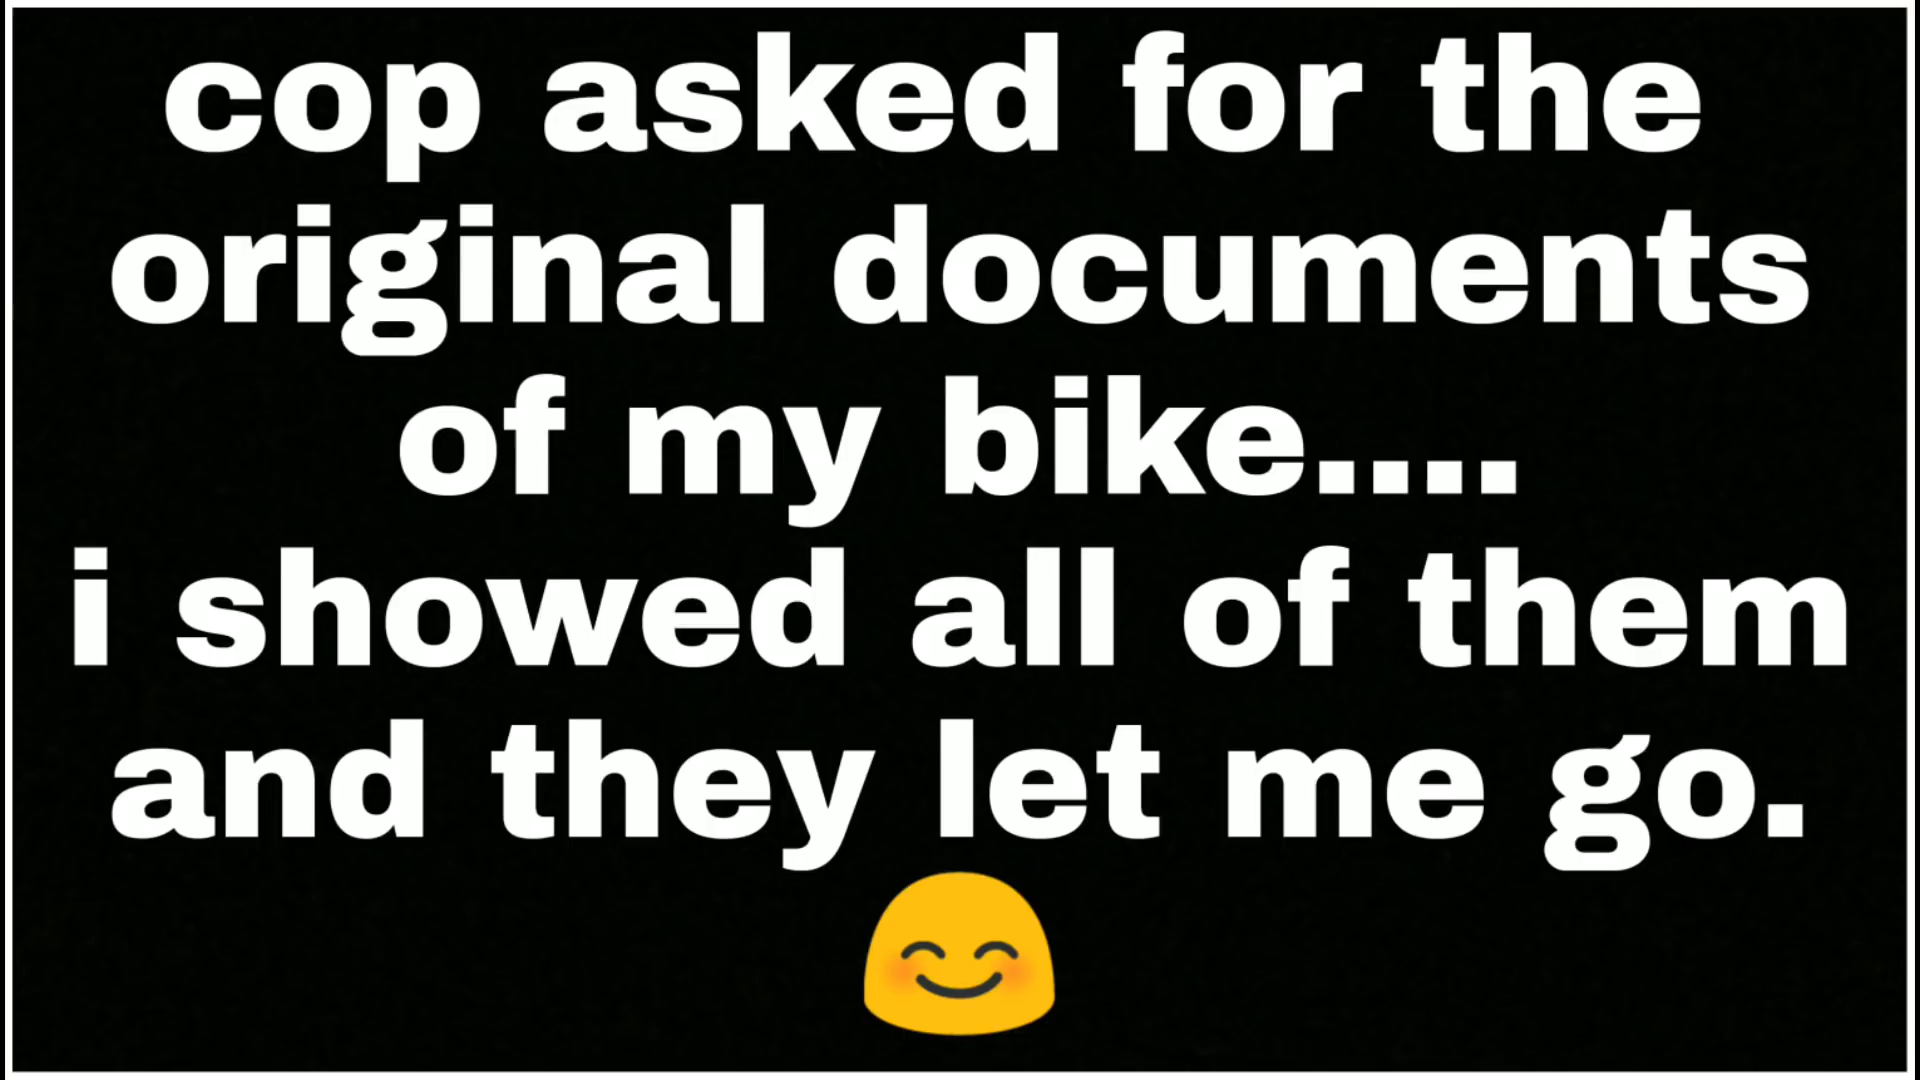 cop asked for the
original documents
of my bike....
i showed all of them
and they let me go.
😊